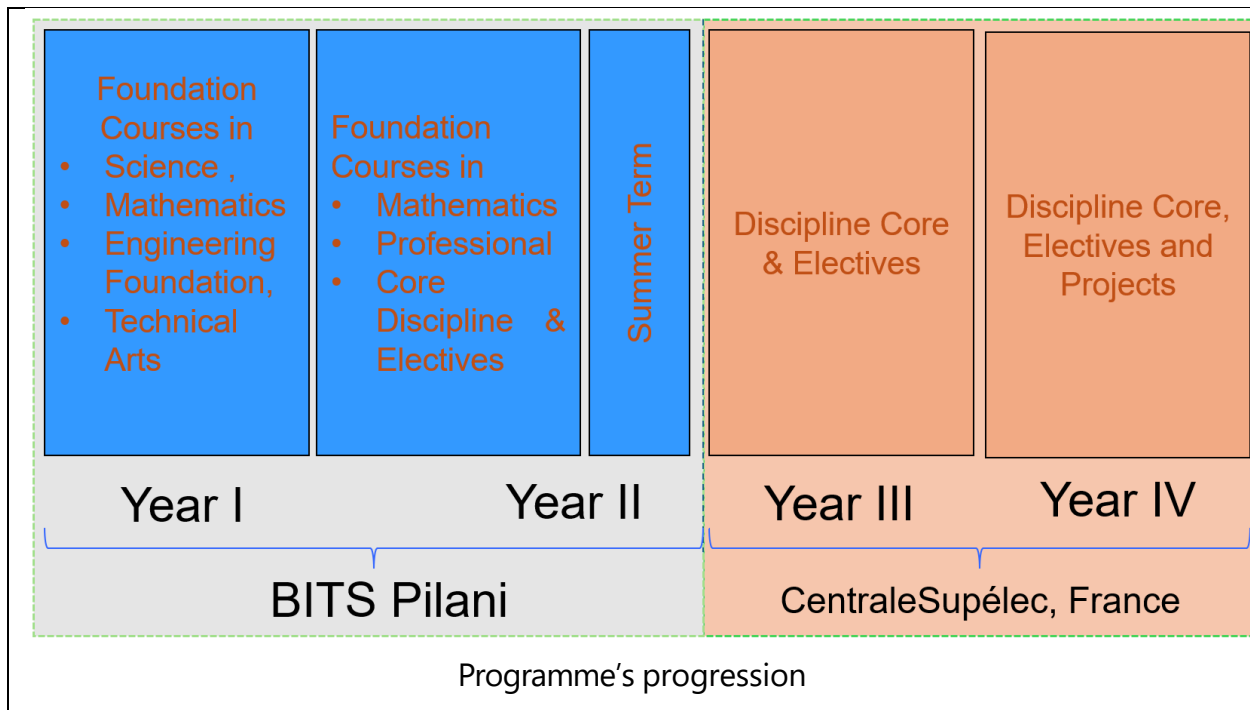 Foundation
Courses in
• Science ,
• Mathematics
• Engineering
Foundation,
• Technical
Arts
Foundation
Courses in
• Mathematics
• Professional
• Core
Discipline &
Electives
Summer Term
Discipline Core
& Electives
Discipline Core,
Electives and
Projects
Year I
Year II
Year III
Year IV
BITS Pilani
CentraleSupélec, France
Programme’s progression